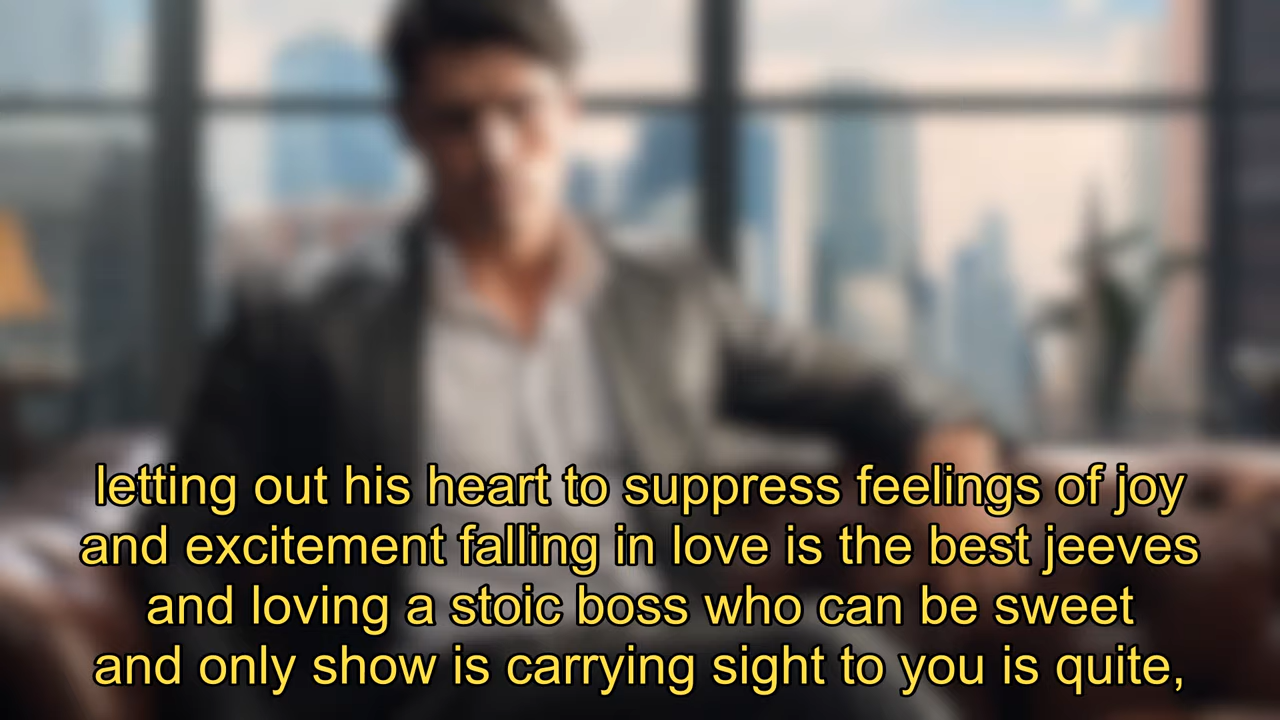 letting out his heart to suppress feelings of joy
and excitement falling in love is the best jeeves
and loving a stoic boss who can be sweet
and only show is carrying sight to you is quite,